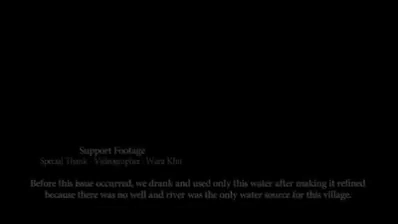 Support Footage
Special Thank Videographer Wara Khu
Before this issue occurred, we drank and used only this water after making it refined
because there was no well and river was the only water source for this village.